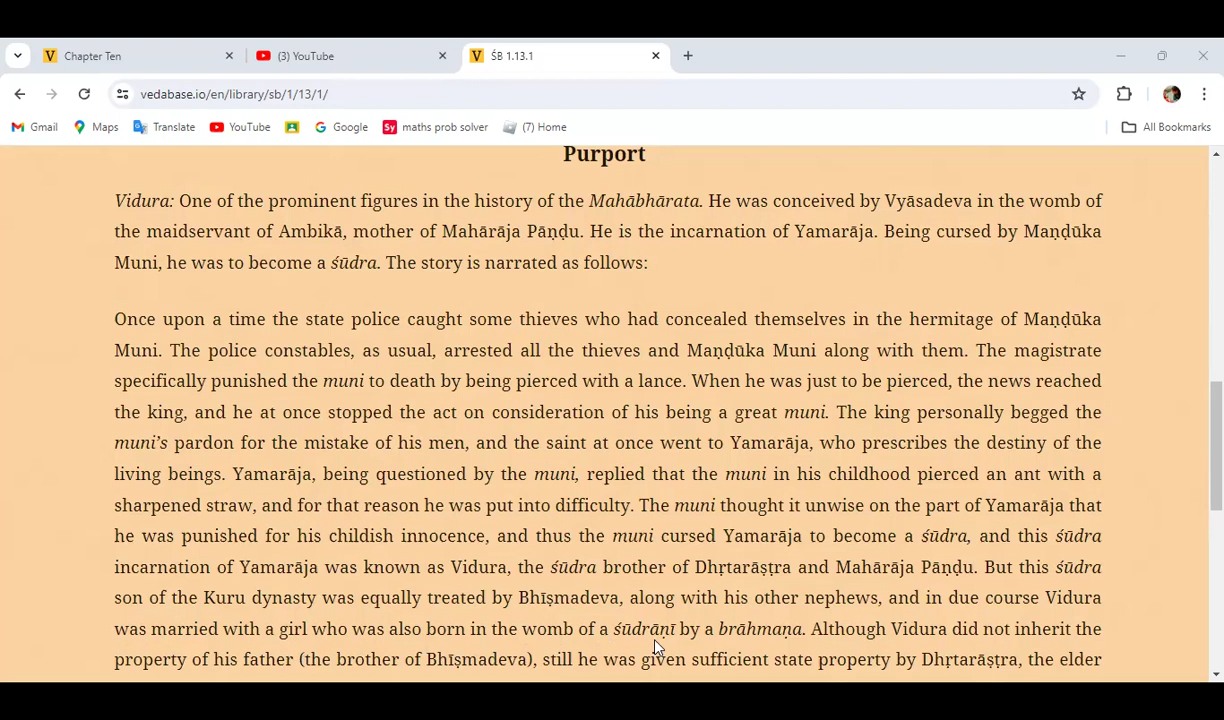 Chapter Ten
(3) YouTube
ŚB 1.13.1
vedabase.io/en/library/sb/1/13/1/
Gmail Maps Translate YouTube Google maths prob solver (7) Home All Bookmarks
Purport
Vidura: One of the prominent figures in the history of the Mahābhārata. He was conceived by Vyāsadeva in the womb of
the maidservant of Ambikā, mother of Mahārāja Pāṇḍu. He is the incarnation of Yamarāja. Being cursed by Maṇḍūka
Muni, he was to become a śūdra. The story is narrated as follows:
Once upon a time the state police caught some thieves who had concealed themselves in the hermitage of Maṇḍūka
Muni. The police constables, as usual, arrested all the thieves and Maṇḍūka Muni along with them. The magistrate
specifically punished the muni to death by being pierced with a lance. When he was just to be pierced, the news reached
the king, and he at once stopped the act on consideration of his being a great muni. The king personally begged the
muni’s pardon for the mistake of his men, and the saint at once went to Yamarāja, who prescribes the destiny of the
living beings. Yamarāja, being questioned by the muni, replied that the muni in his childhood pierced an ant with a
sharpened straw, and for that reason he was put into difficulty. The muni thought it unwise on the part of Yamarāja that
he was punished for his childish innocence, and thus the muni cursed Yamarāja to become a śūdra, and this śūdra
incarnation of Yamarāja was known as Vidura, the śūdra brother of Dhṛtarāṣṭra and Mahārāja Pāṇḍu. But this śūdra
son of the Kuru dynasty was equally treated by Bhīṣmadeva, along with his other nephews, and in due course Vidura
was married with a girl who was also born in the womb of a śūdrāṇī by a brāhmaṇa. Although Vidura did not inherit the
property of his father (the brother of Bhīṣmadeva), still he was given sufficient state property by Dhṛtarāṣṭra, the elder